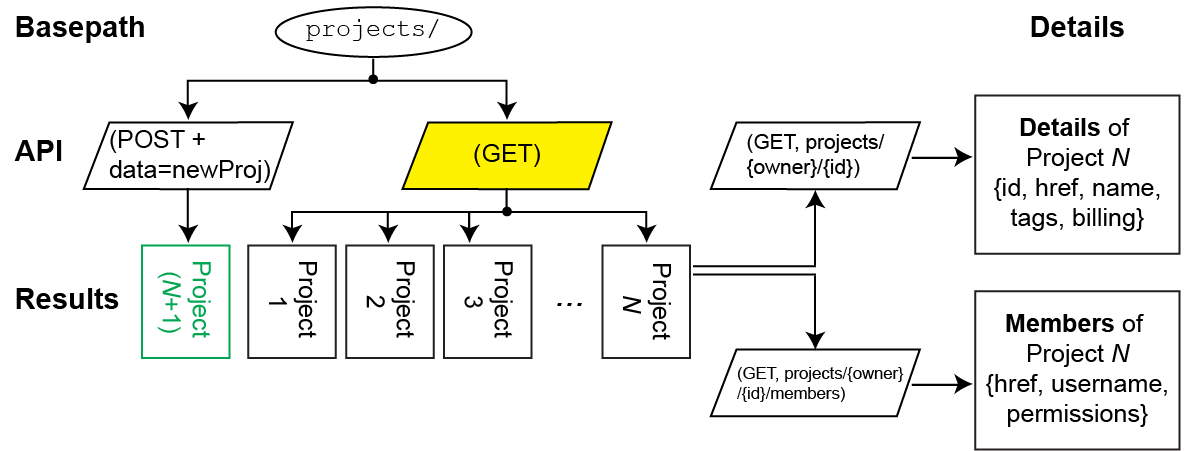 Basepath
projects/
Details
API
(POST +
data=newProj)
(GET)
(GET, projects/
{owner}/{id})
Details of
Project N
{id, href, name,
tags, billing}
Results
Project
(N+1)
Project
1
Project
2
Project
3
...
Project
N
(GET, projects/{owner}
/{id}/members)
Members of
Project N
{href, username,
permissions}